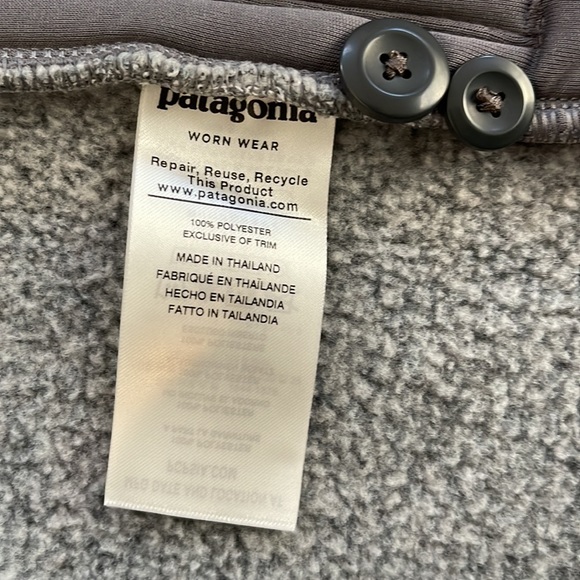 patagonia
WORN WEAR
Repair, Reuse, Recycle
This Product
www.patagonia.com
100% POLYESTER
EXCLUSIVE OF TRIM
MADE IN THAILAND
FABRIQUÉ EN THAÏLANDE
HECHO EN TAILANDIA
FATTO IN TAILANDIA